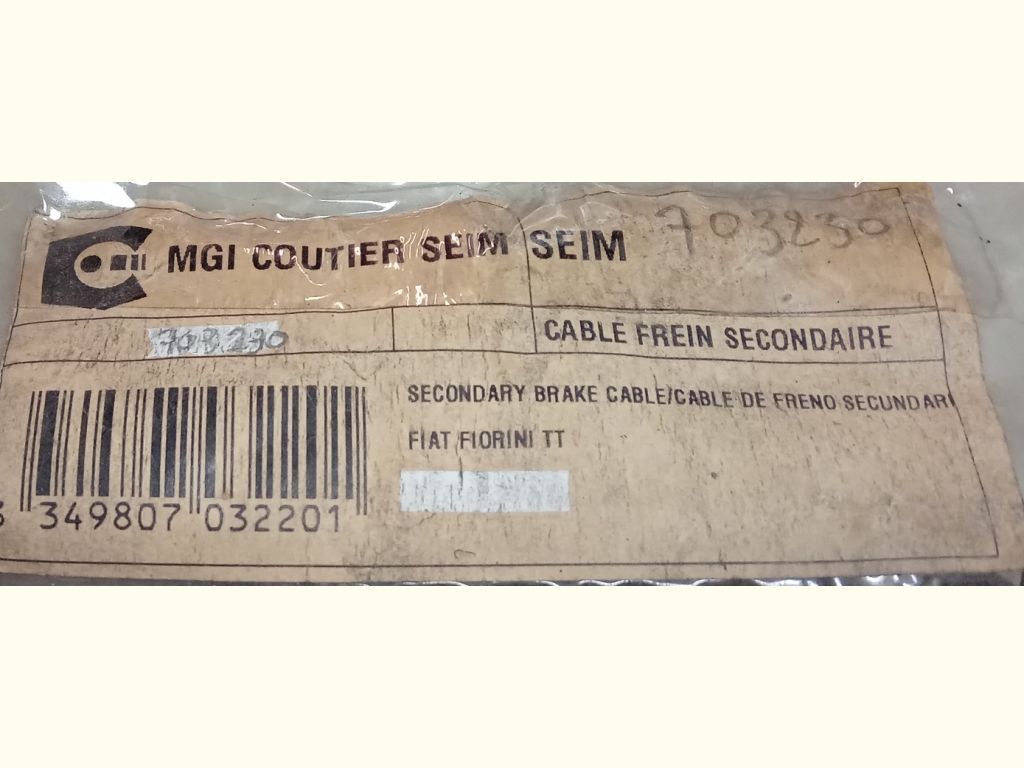 MGI COUTIER SEIM SEIM 703230
703230
CABLE FREIN SECONDAIRE
SECONDARY BRAKE CABLE/CABLE DE FRENO SECUNDARI
FIAT FIORINI TT
3 349807 032201